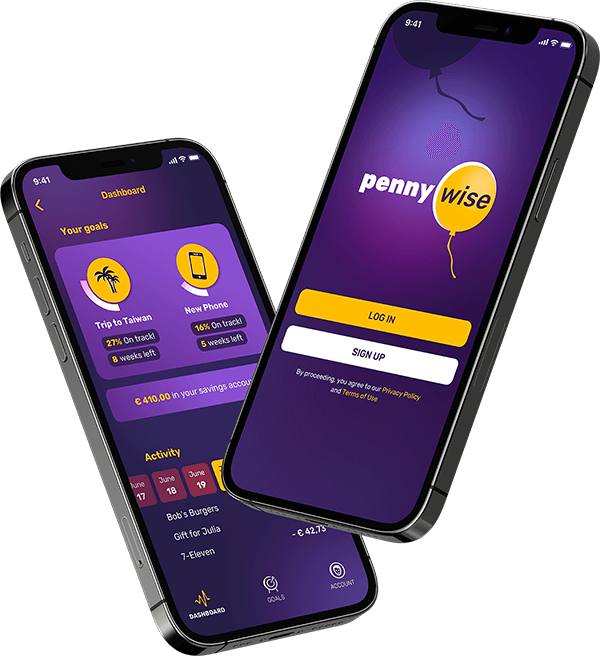 9:41
Dashboard
Your goals
Trip to Taiwan
27% On track!
8 weeks left
New Phone
16% On track!
5 weeks left
€ 410.00 in your savings
Activity
June
17
June
18
June
19
Bob's Burgers
Gift for Julia
- € 42.73
7-Eleven
DASHBOARD
GOALS
ACCOUNT
9:41
penny wise
LOG IN
SIGN UP
By proceeding, you agree to our Privacy Policy
and Terms of Use